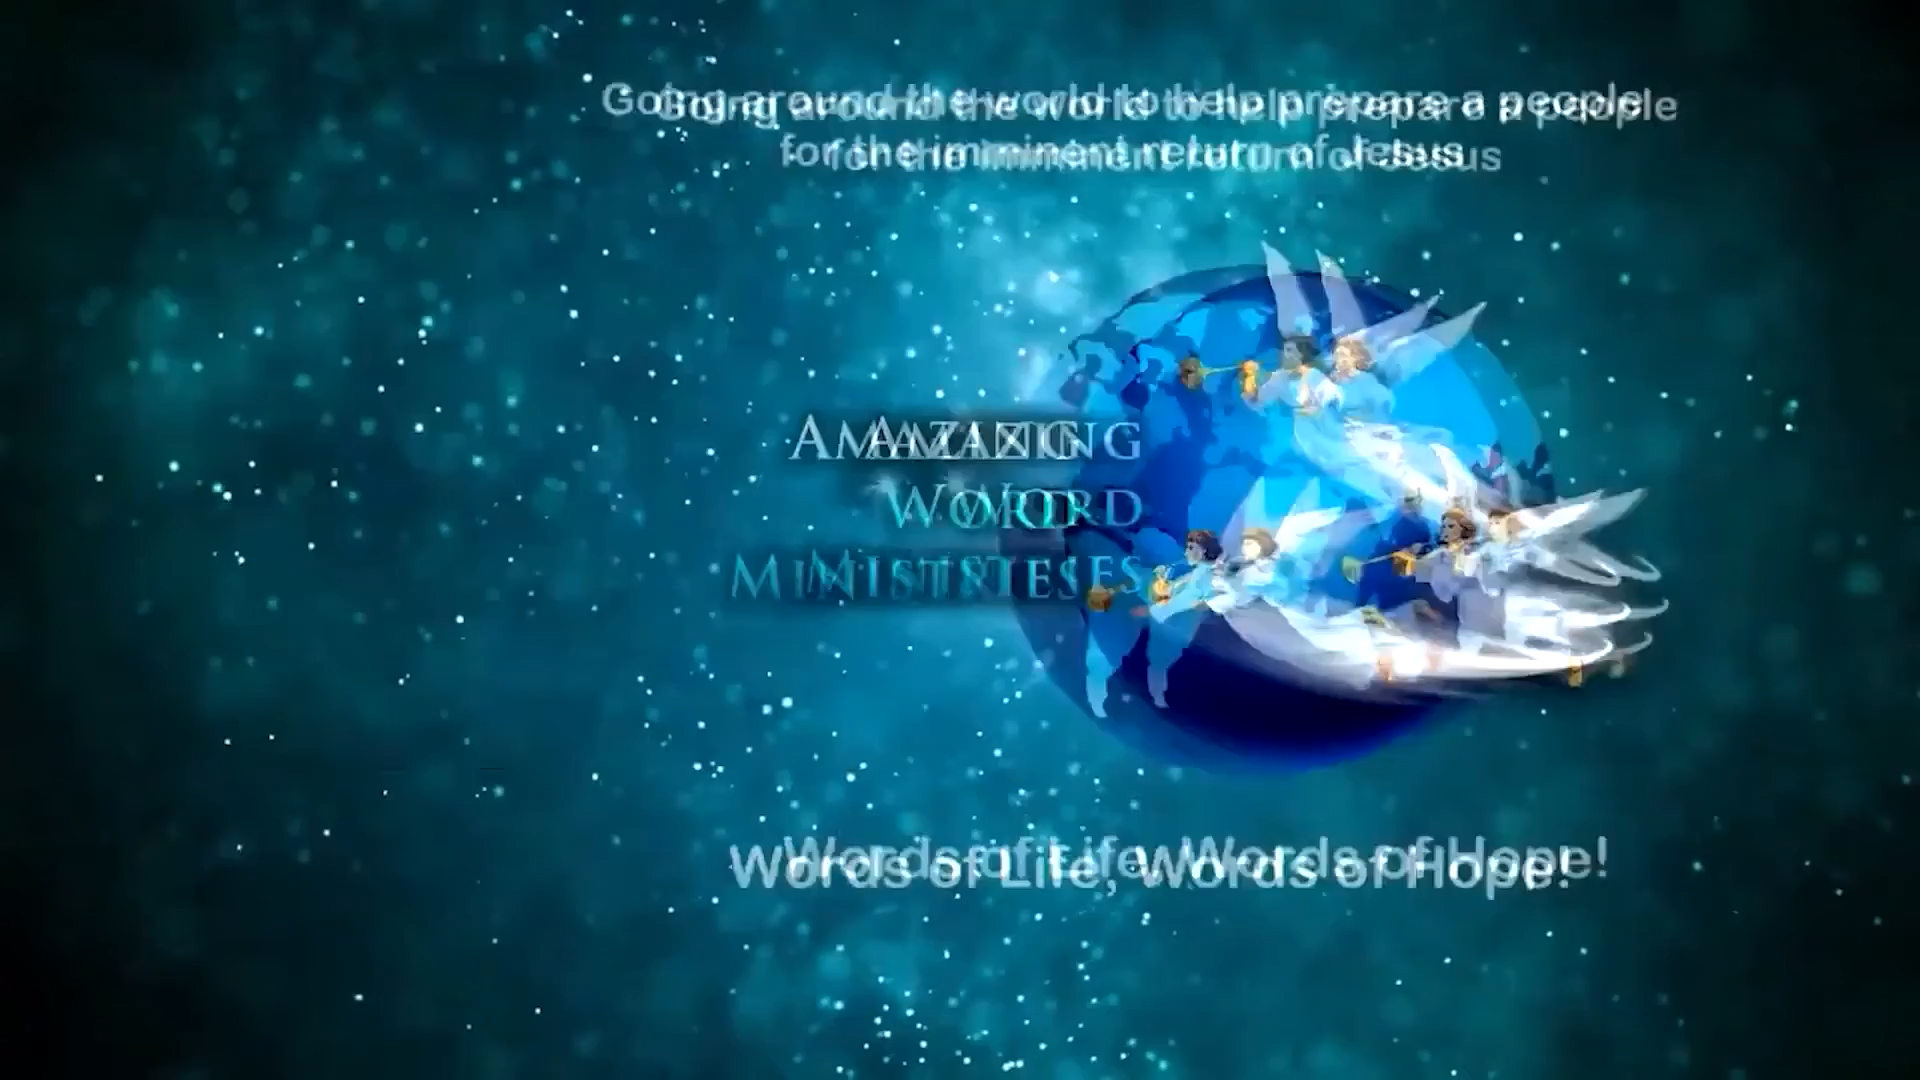 Going around the world to help prepare a people
for the imminent return of Jesus
AMAZING
WORD
MINISTRIES
Words of Life, Words of Hope!